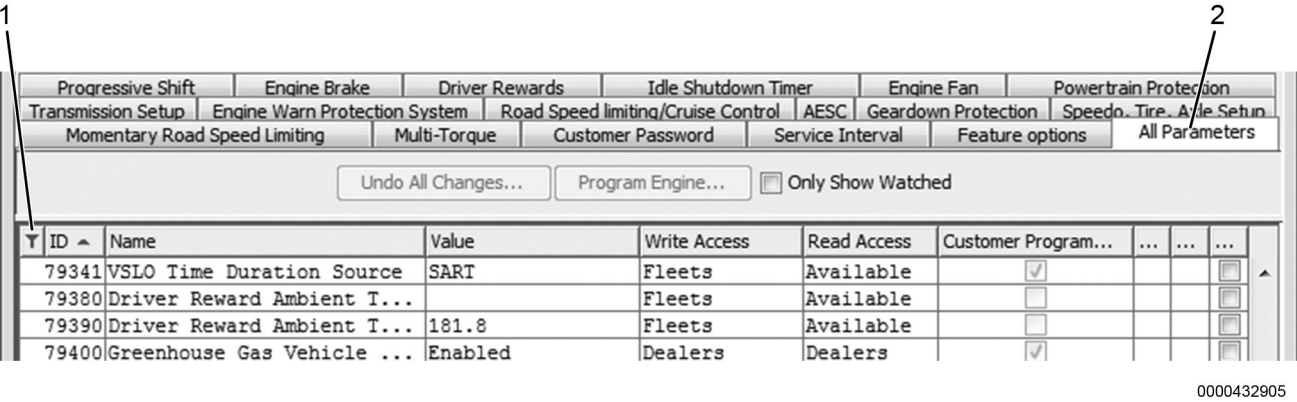 1 2
Progressive Shift Engine Brake Driver Rewards Idle Shutdown Timer Engine Fan Powertrain Protection
Transmission Setup Engine Warn Protection System Road Speed limiting/Cruise Control AESC Geardown Protection Speedo, Tire, Axle Setup
Momentary Road Speed Limiting Multi-Torque Customer Password Service Interval Feature options All Parameters
Undo All Changes... Program Engine... Only Show Watched
ID Name Value Write Access Read Access Customer Program... ... ... ...
79341 VSLO Time Duration Source SART Fleets Available
79380 Driver Reward Ambient T... Fleets Available
79390 Driver Reward Ambient T... 181.8 Fleets Available
79400 Greenhouse Gas Vehicle ... Enabled Dealers Dealers
0000432905